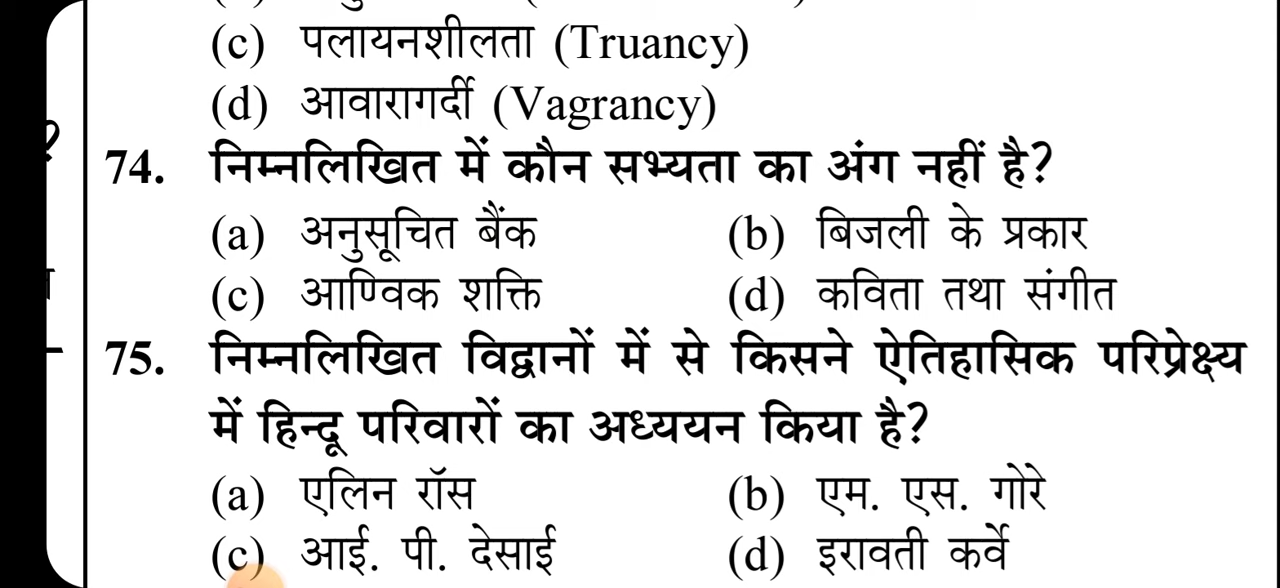 (c) पलायनशीलता (Truancy)
(d) आवारागर्दी (Vagrancy)
74. निम्नलिखित में कौन सभ्यता का अंग नहीं है?
(a) अनुसूचित बैंक (b) बिजली के प्रकार
(c) आण्विक शक्ति (d) कविता तथा संगीत
75. निम्नलिखित विद्वानों में से किसने ऐतिहासिक परिप्रेक्ष्य
में हिन्दू परिवारों का अध्ययन किया है?
(a) एलिन रॉस (b) एम. एस. गोरे
(c) आई. पी. देसाई (d) इरावती कर्वे